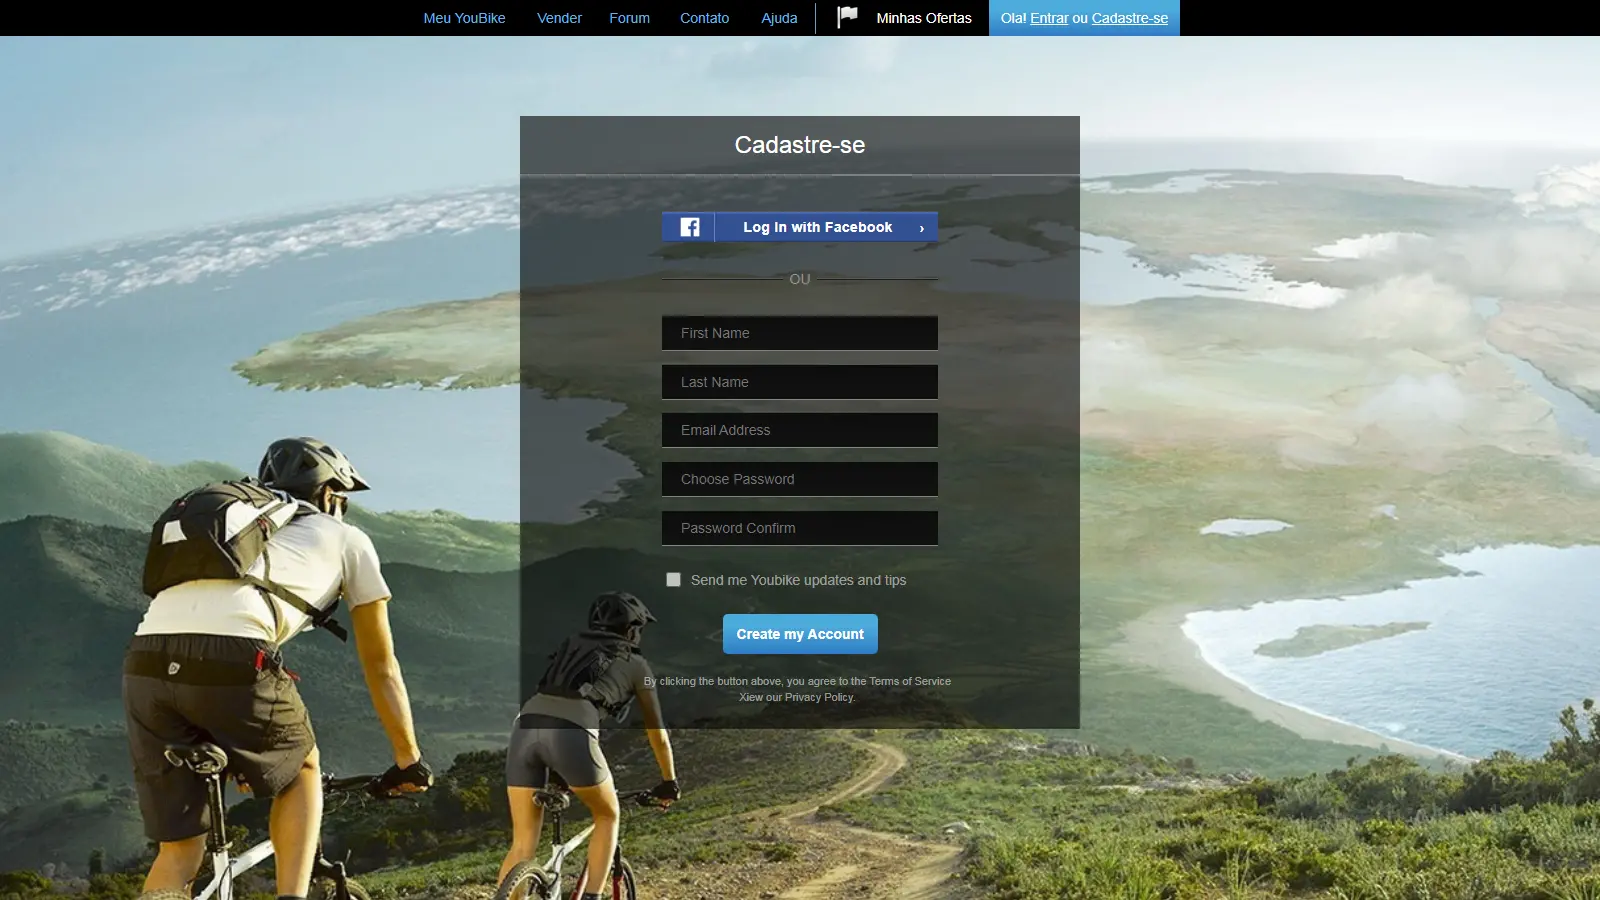 Meu YouBike Vender Forum Contato Ajuda Minhas Ofertas Ola! Entrar ou Cadastre-se
Cadastre-se
Log In with Facebook ›
OU
First Name
Last Name
Email Address
Choose Password
Password Confirm
Send me Youbike updates and tips
Create my Account
By clicking the button above, you agree to the Terms of Service
Xiew our Privacy Policy.